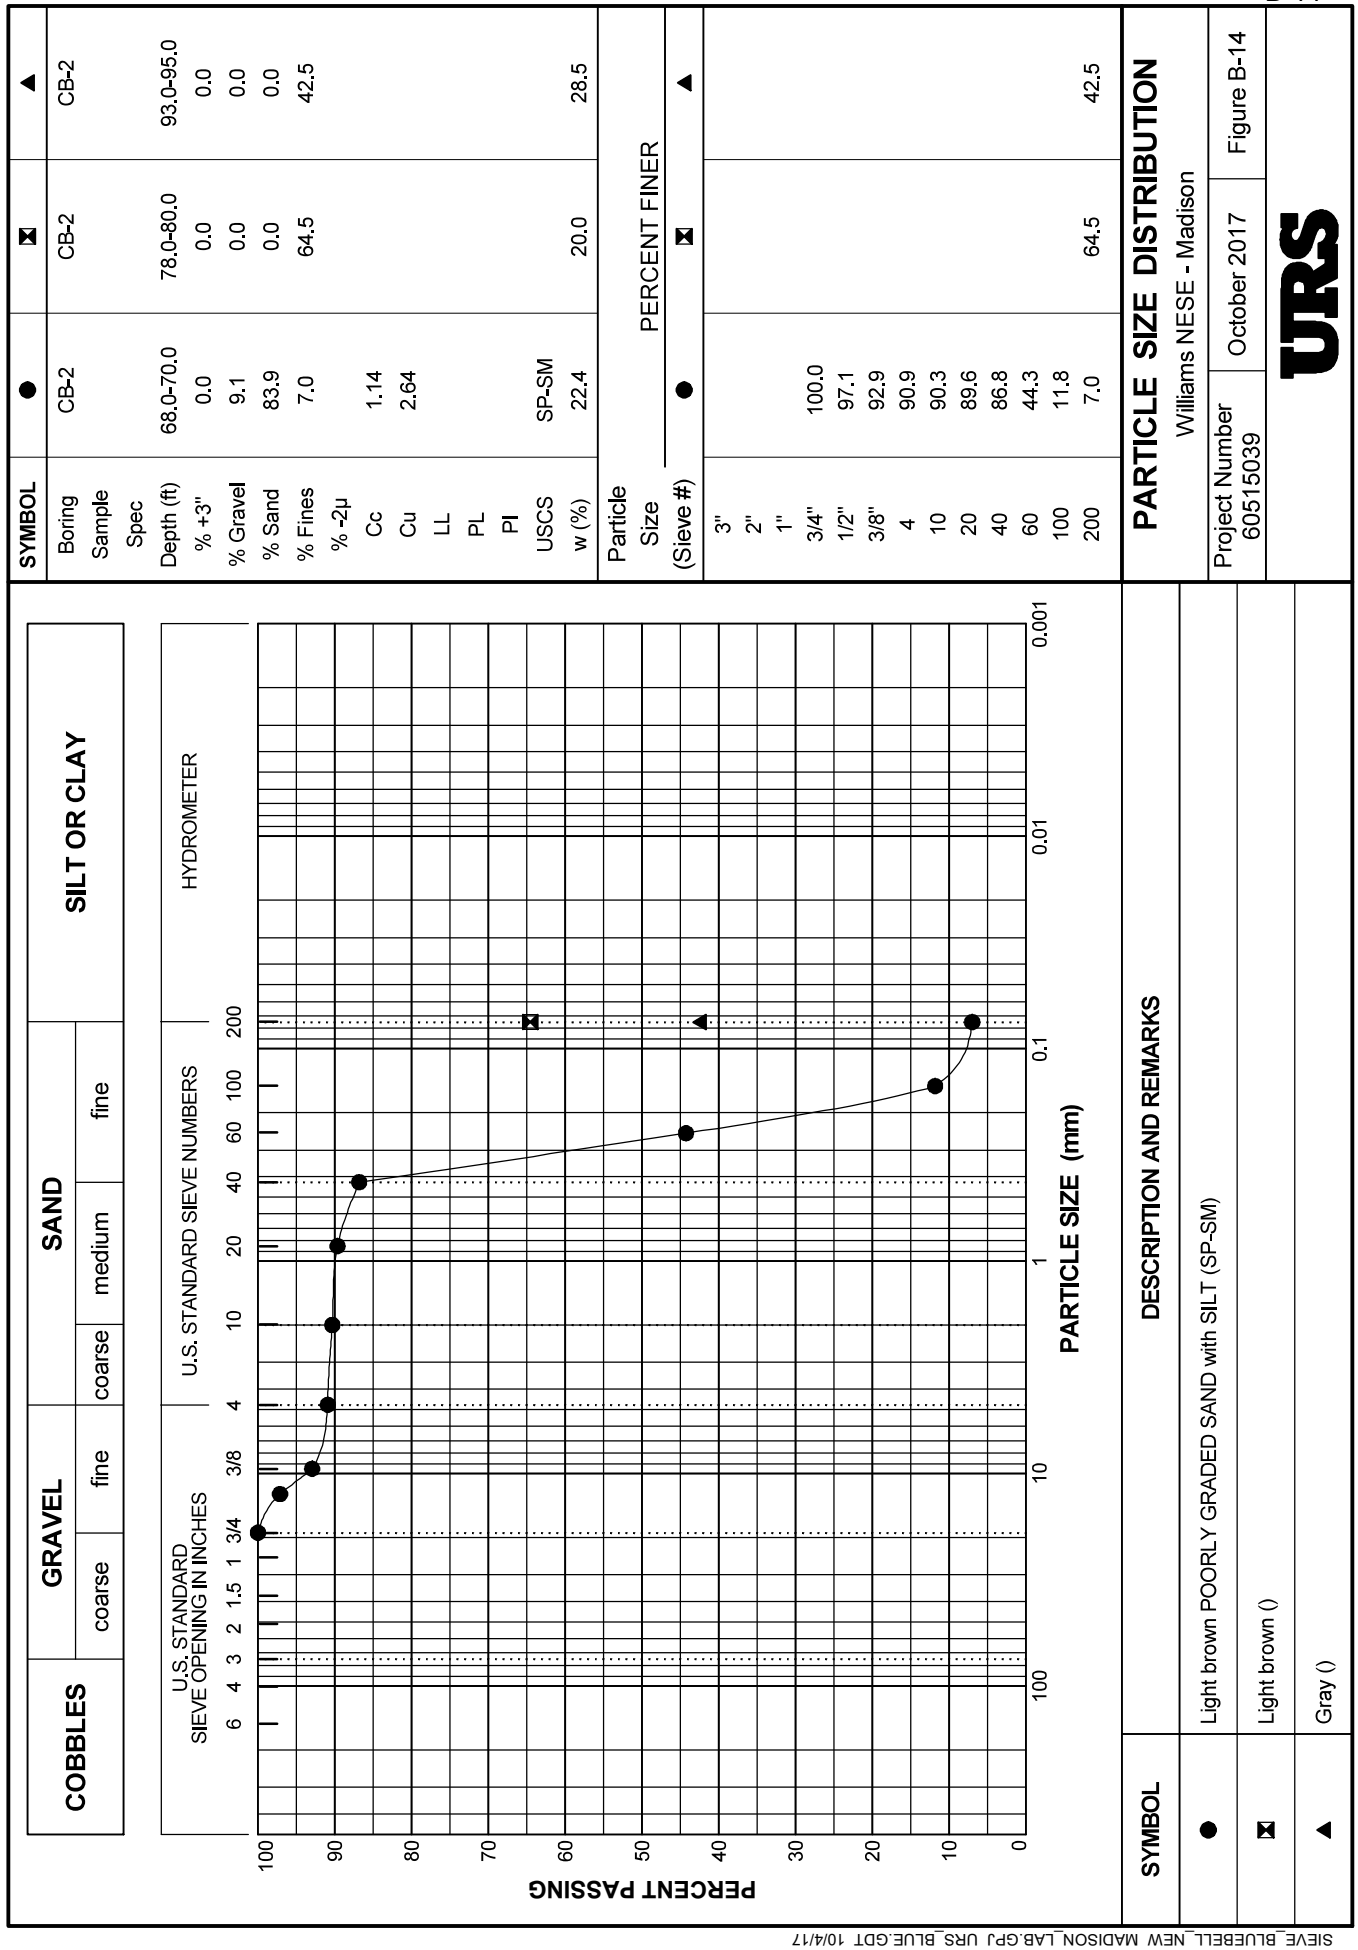 COBBLES GRAVEL SAND SILT OR CLAY
coarse fine coarse medium fine
U.S. STANDARD
SIEVE OPENING IN INCHES
U.S. STANDARD SIEVE NUMBERS
HYDROMETER
6 4 3 2 1.5 1 3/4 3/8 4 10 20 40 60 100 200
PERCENT PASSING
100
90
80
70
60
50
40
30
20
10
0
100 10 1 0.1 0.01 0.001
PARTICLE SIZE (mm)
SYMBOL
Boring CB-2 CB-2 CB-2
Sample
Spec
Depth (ft) 68.0-70.0 78.0-80.0 93.0-95.0
% +3" 0.0 0.0 0.0
% Gravel 9.1 0.0 0.0
% Sand 83.9 0.0 0.0
% Fines 7.0 64.5 42.5
% -2μ
Cc 1.14
Cu 2.64
LL
PL
PI
USCS SP-SM
w (%) 22.4 20.0 28.5
Particle
Size
(Sieve #)
PERCENT FINER
3"
2"
1"
3/4" 100.0
1/2" 97.1
3/8" 92.9
4 90.9
10 90.3
20 89.6
40 86.8
60 44.3
100 11.8
200 7.0 64.5 42.5
SYMBOL DESCRIPTION AND REMARKS
Light brown POORLY GRADED SAND with SILT (SP-SM)
Light brown ()
Gray ()
PARTICLE SIZE DISTRIBUTION
Williams NESE - Madison
Project Number
60515039
October 2017
Figure B-14
URS
SIEVE_BLUEBELL_NEW MADISON_LAB.GPJ URS_BLUE.GDT 10/4/17